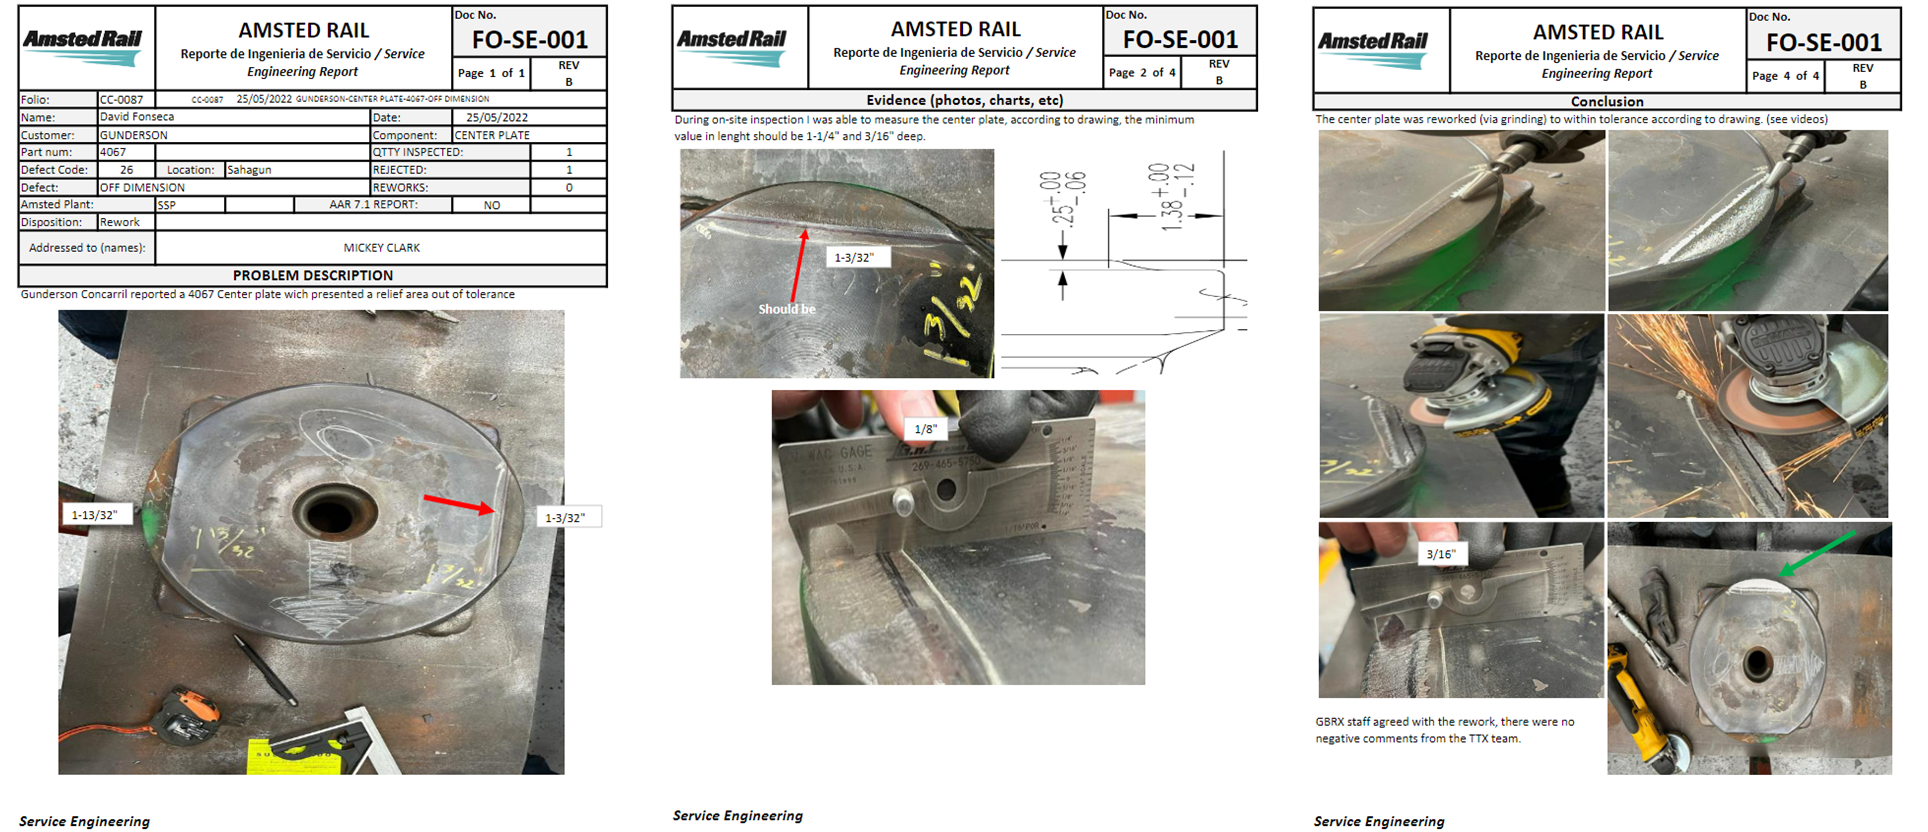 Amsted Rail
AMSTED RAIL
Reporte de Ingenieria de Servicio / Service
Engineering Report
Doc No.
FO-SE-001
Page 1 of 1
REV
B
Folio: CC-0087 CC-0087 25/05/2022 GUNDERSON-CENTER PLATE-4067-OFF DIMENSION
Name: David Fonseca Date: 25/05/2022
Customer: GUNDERSON Component: CENTER PLATE
Part num: 4067 QTTY INSPECTED: 1
Defect Code: 26 Location: Sahagun REJECTED: 1
Defect: OFF DIMENSION REWORKS: 0
Amsted Plant: SSP AAR 7.1 REPORT: NO
Disposition: Rework
Addressed to (names): MICKEY CLARK
PROBLEM DESCRIPTION
Gunderson Concarril reported a 4067 Center plate wich presented a relief area out of tolerance
1-13/32"
1-3/32"
1 13/32"
1 3/32"
Service Engineering
Amsted Rail
AMSTED RAIL
Reporte de Ingenieria de Servicio / Service
Engineering Report
Doc No.
FO-SE-001
Page 2 of 4
REV
B
Evidence (photos, charts, etc)
During on-site inspection I was able to measure the center plate, according to drawing, the minimum
value in lenght should be 1-1/4" and 3/16" deep.
1-3/32"
Should be
1 3/32"
.25+.00
-.06
1.38+.00
-.12
1/8"
WAC GAGE
U.S.A.
G.A.L.
269-465-5750
Service Engineering
Amsted Rail
AMSTED RAIL
Reporte de Ingenieria de Servicio / Service
Engineering Report
Doc No.
FO-SE-001
Page 4 of 4
REV
B
Conclusion
The center plate was reworked (via grinding) to within tolerance according to drawing. (see videos)
3/16"
GBRX staff agreed with the rework, there were no
negative comments from the TTX team.
Service Engineering